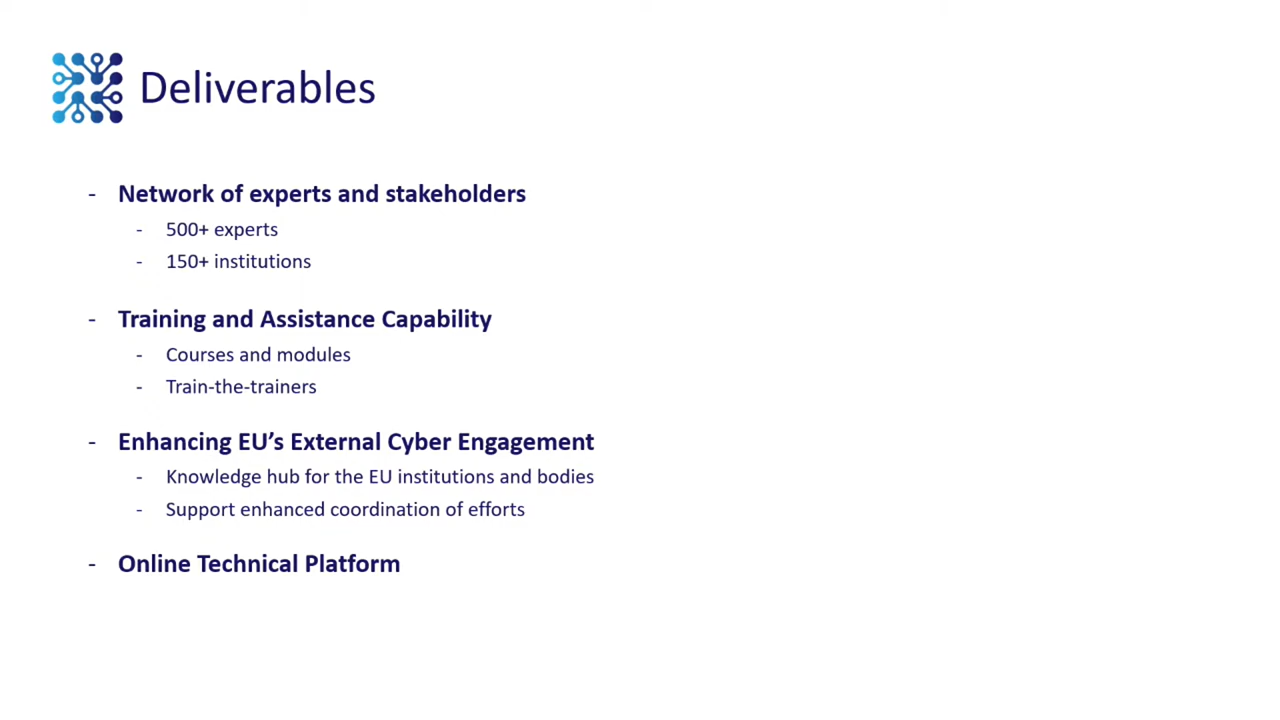 Deliverables
- Network of experts and stakeholders
- 500+ experts
- 150+ institutions
- Training and Assistance Capability
- Courses and modules
- Train-the-trainers
- Enhancing EU’s External Cyber Engagement
- Knowledge hub for the EU institutions and bodies
- Support enhanced coordination of efforts
- Online Technical Platform